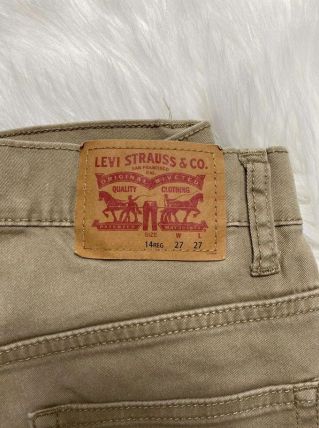 LEVI STRAUSS & CO.
SAN FRANCISCO
CAL
ORIGINAL RIVETED
QUALITY CLOTHING
SIZE W L
14REG 27 27